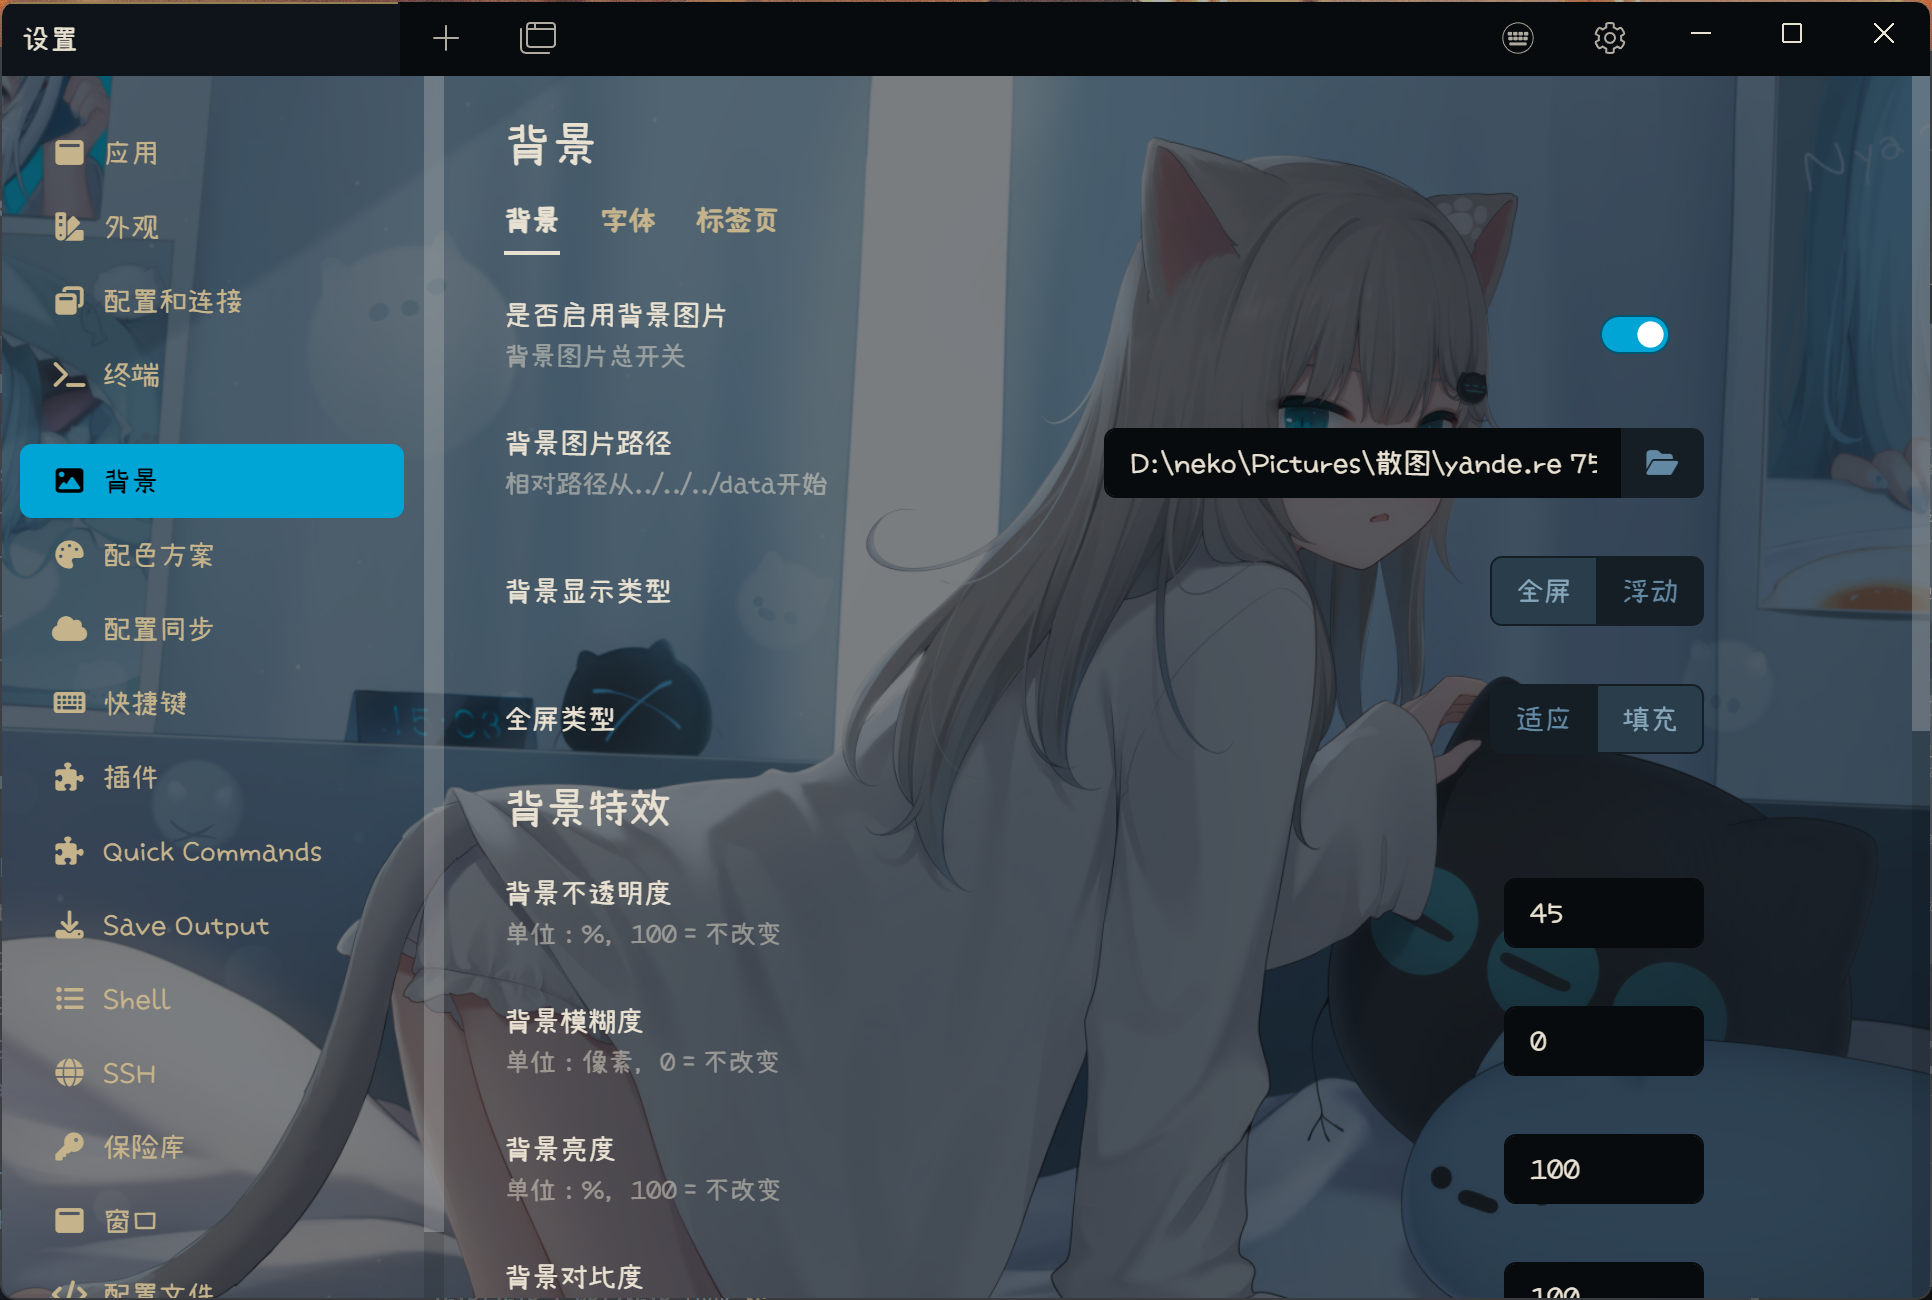 设置
应用
外观
配置和连接
终端
背景
配色方案
配置同步
快捷键
插件
Quick Commands
Save Output
Shell
SSH
保险库
窗口
配置文件
背景
背景 字体 标签页
是否启用背景图片
背景图片总开关
背景图片路径
相对路径从../../../data开始
D:\neko\Pictures\散图\yande.re 75
背景显示类型
全屏 浮动
全屏类型
适应 填充
背景特效
背景不透明度
单位：%，100 = 不改变
45
背景模糊度
单位：像素，0 = 不改变
0
背景亮度
单位：%，100 = 不改变
100
背景对比度
100
Nya
15:03